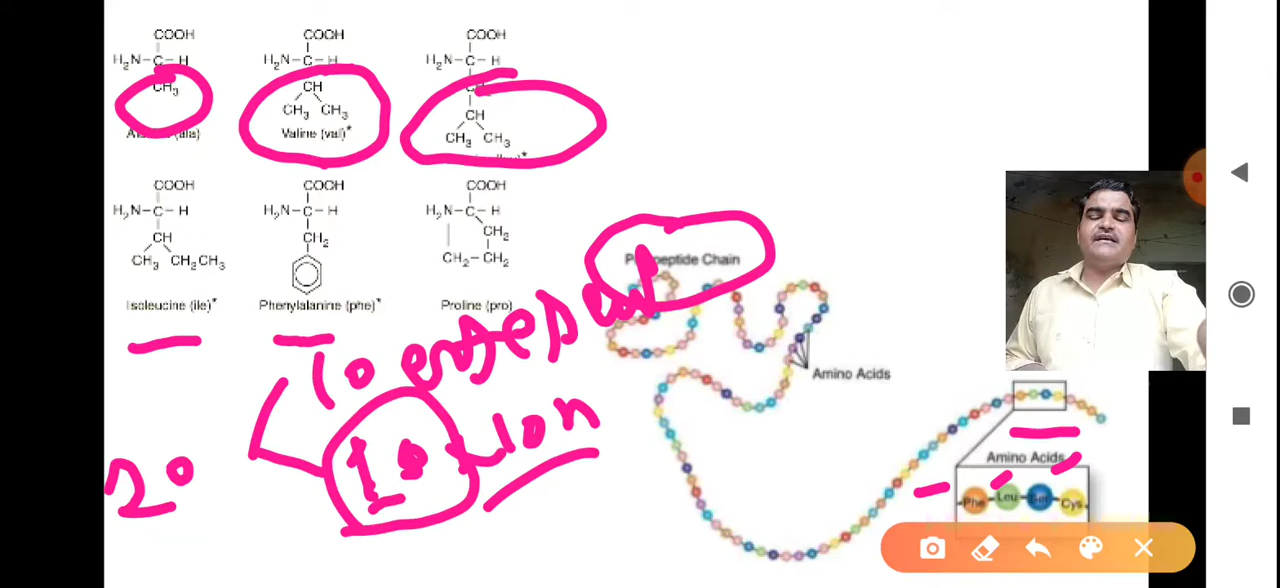 COOH COOH COOH
H₂N–C–H H₂N–C–H H₂N–C–H
CH₃ CH CH
CH₃ CH₃ CH₃ CH₃
(ala) Valine (val)*
COOH COOH COOH
H₂N–C–H H₂N–C–H H₂N–C–H
CH CH₂ CH₂
CH₃ CH₂CH₃ CH₂–CH₂
Isoleucine (ile)* Phenylalanine (phe)* Proline (pro)
Chain
Amino Acids
Amino Acids
Phe Leu Ser Cys
To
20